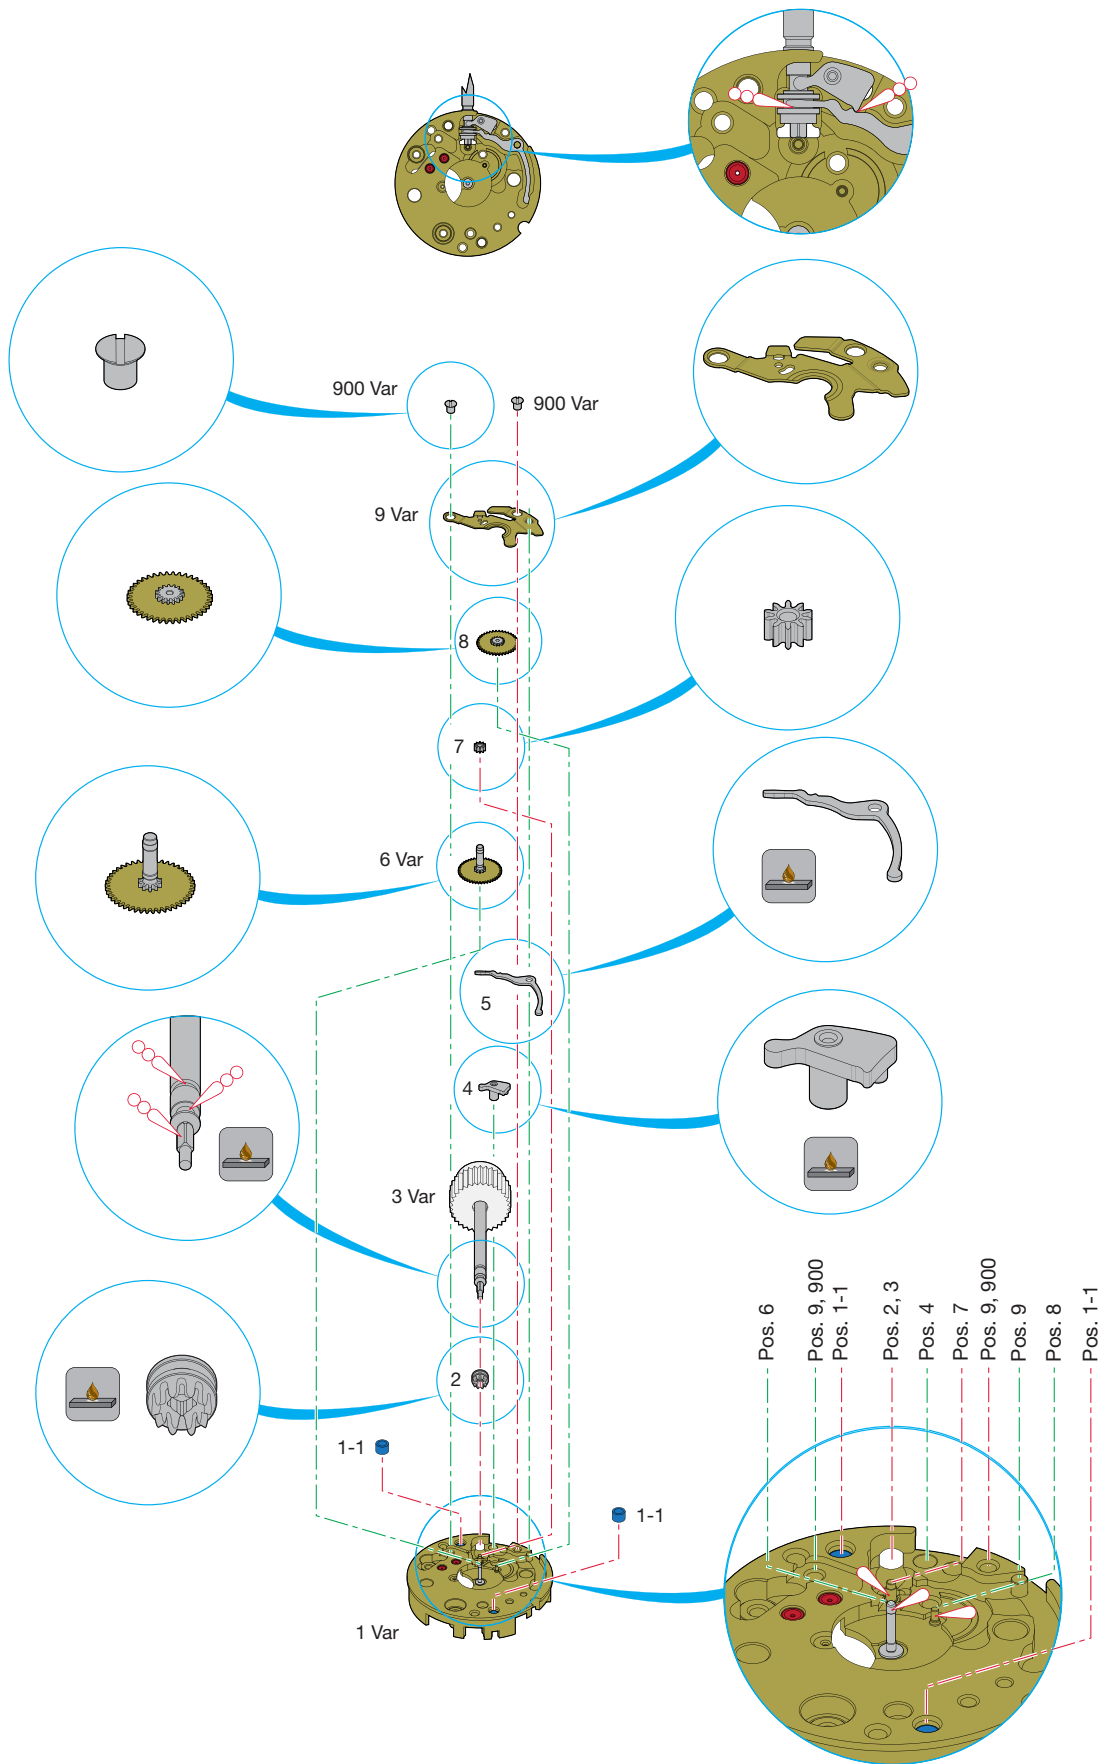 900 Var
900 Var
9 Var
8
7
6 Var
5
4
3 Var
2
1-1
1-1
1 Var
Pos. 6
Pos. 9, 900
Pos. 1-1
Pos. 2, 3
Pos. 4
Pos. 7
Pos. 9, 900
Pos. 9
Pos. 8
Pos. 1-1